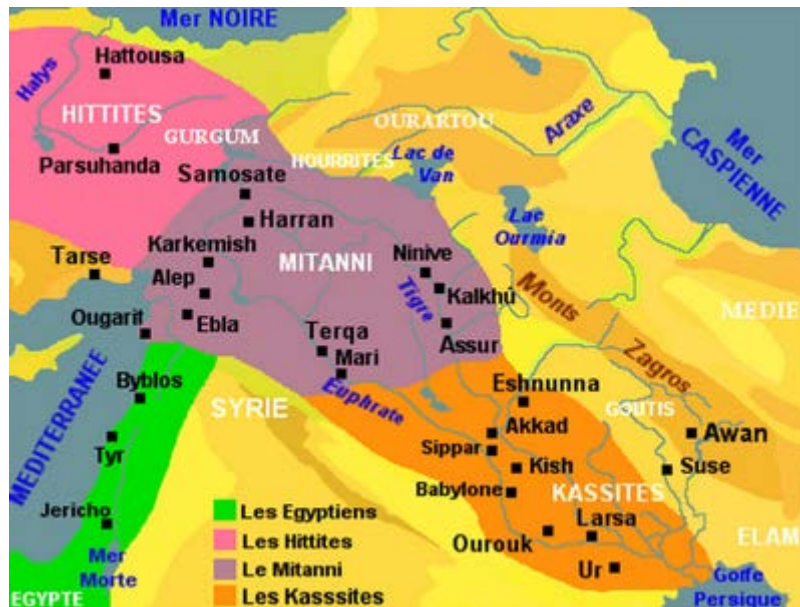 Mer NOIRE
Hattousa
Halys
HITTITES
GURGUM
OURARTOU
Araxe
Mer
CASPIENNE
Parsuhanda
HOURRITES
Lac de
Van
Samosate
Harran
Lae
Ourmia
Tarse
Karkemish
MITANNI
Ninive
Alep
Tigre
Kalkhû
Monts
MEDIE
Ougarit
Ebla
Terqa
Assur
Zagros
Mari
Byblos
SYRIE
Euphrate
Eshnunna
GOUTIS
MEDITERRANEE
Akkad
Awan
Tyr
Sippar
Kish
Suse
Babylone
KASSITES
Jericho
Les Egyptiens
Larsa
ELAM
Les Hittites
Ourouk
Mer
Morte
Le Mitanni
Ur
Golfe
Persique
EGYPTE
Les Kasssites